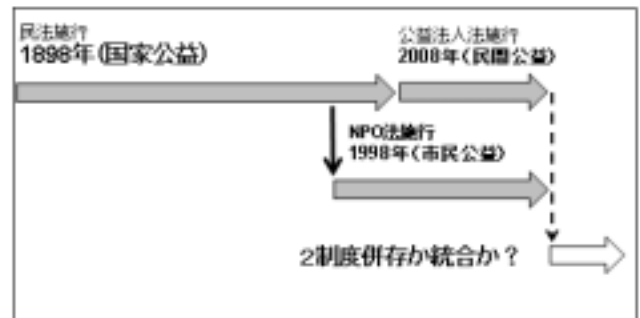 民法施行
1898年(国家公益)
公益法人法施行
2008年(民間公益)
NPO法施行
1998年(市民公益)
2制度併存か統合か?